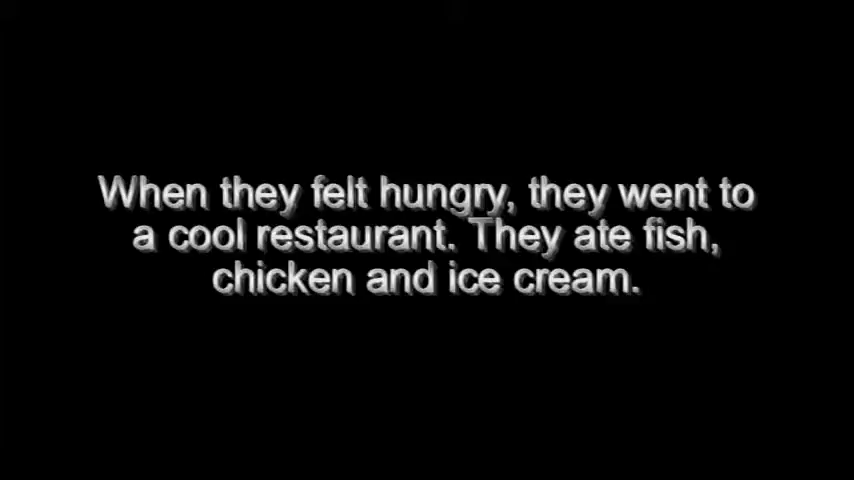 When they felt hungry, they went to
a cool restaurant. They ate fish,
chicken and ice cream.